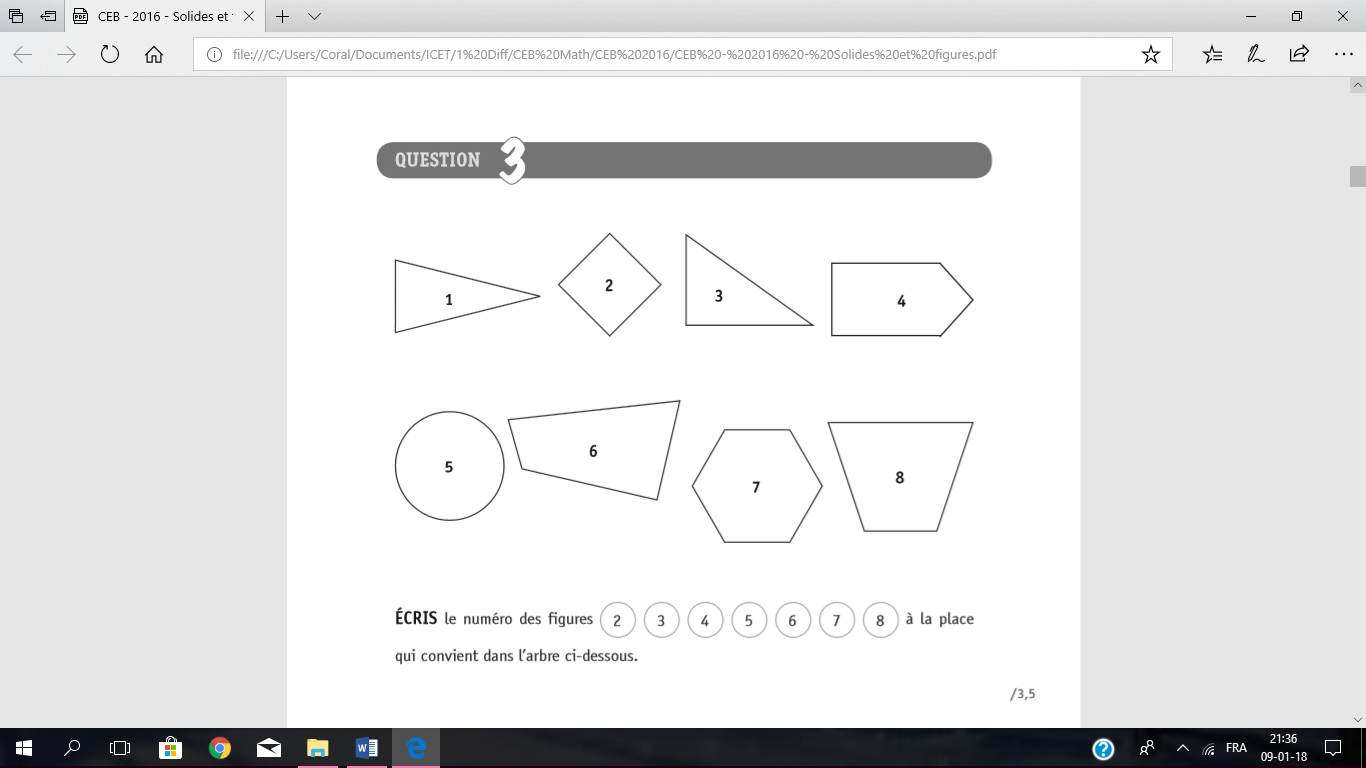 CEB - 2016 - Solides et
file:///C:/Users/Coral/Documents/ICET/1%20Diff/CEB%20Math/CEB%202016/CEB%20-%202016%20-%20Solides%20et%20figures.pdf
QUESTION 3
1 2 3 4
5 6 7 8
ÉCRIS le numéro des figures 2 3 4 5 6 7 8 à la place
qui convient dans l'arbre ci-dessous.
/3,5
FRA
21:36
09-01-18